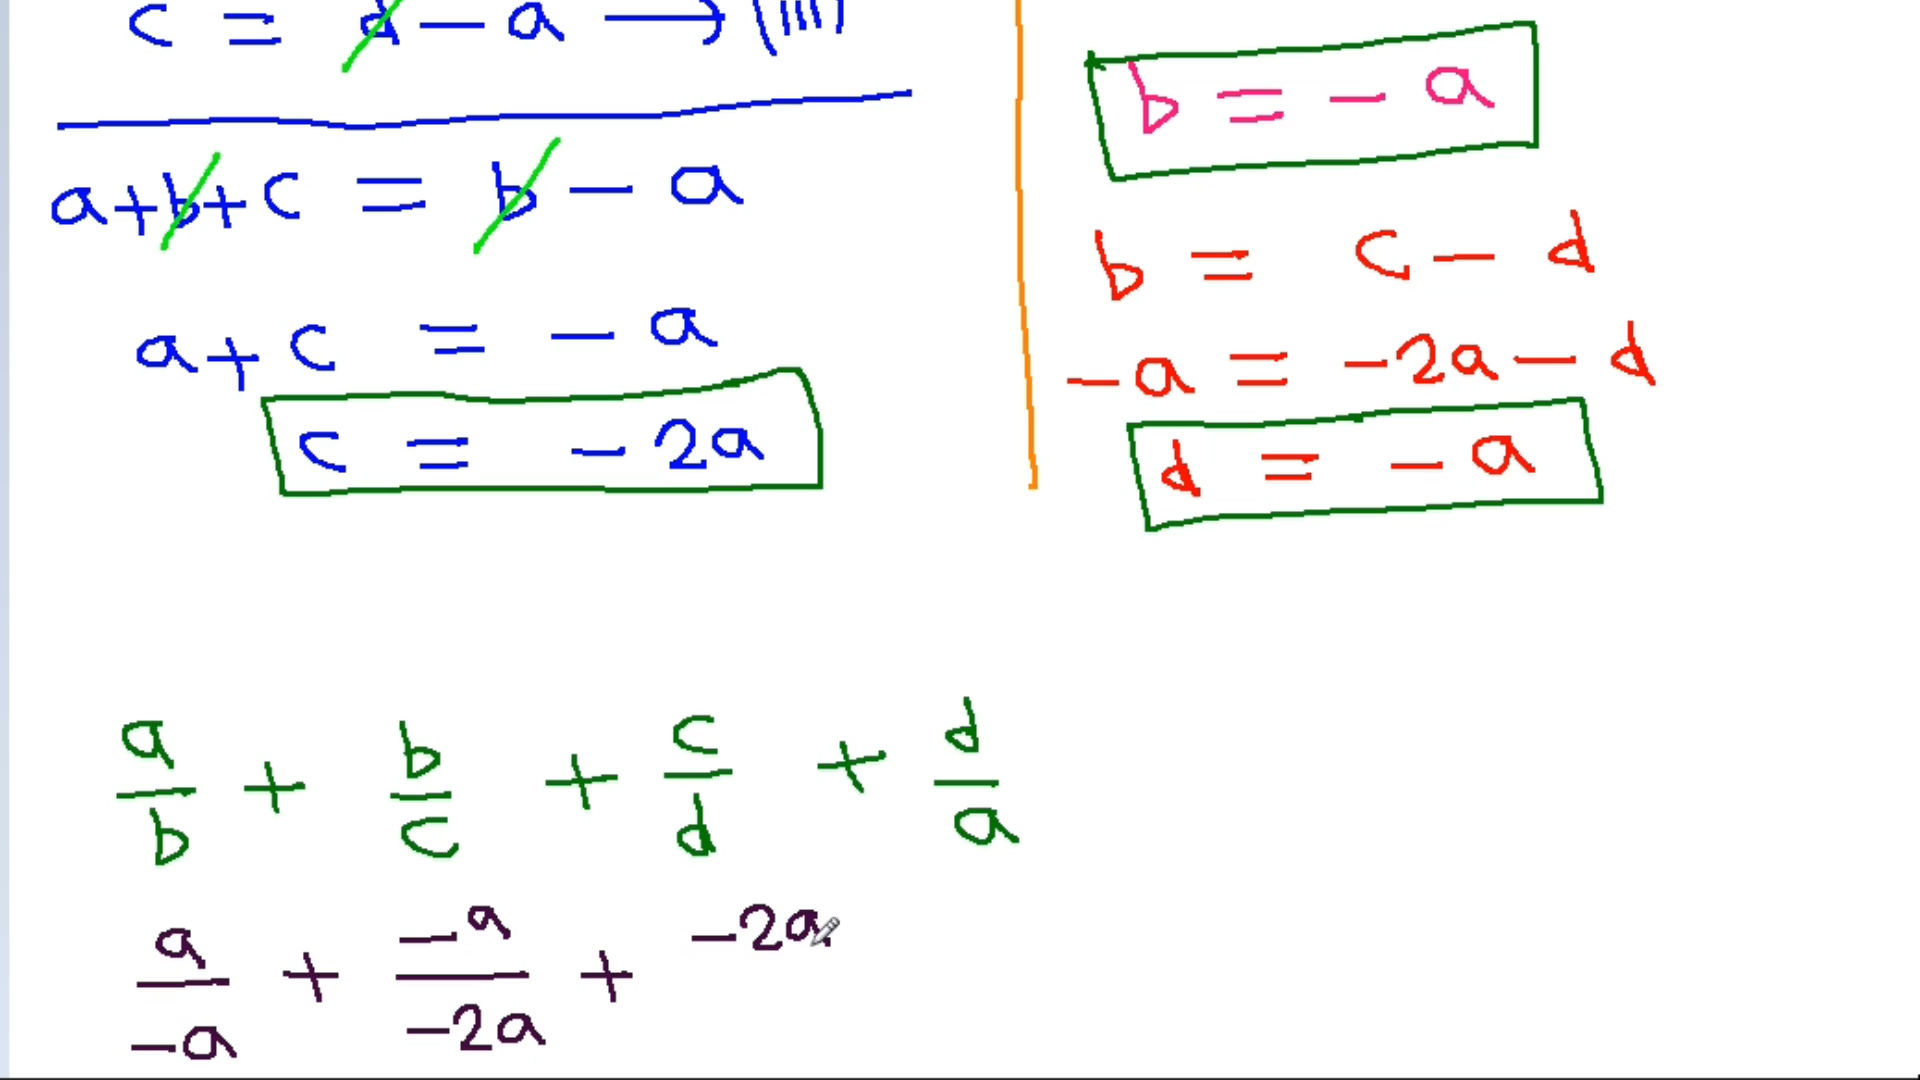 c = d - a → (III)
a+b+c = b - a
a+c = - a
c = - 2a
b = - a
b = c - d
-a = -2a - d
d = - a
a/b + b/c + c/d + d/a
a/-a + -a/-2a + -2a